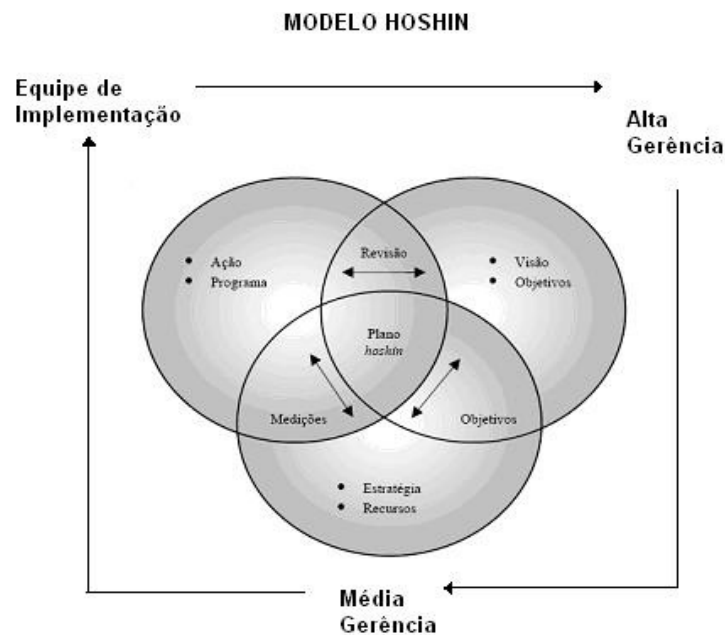 MODELO HOSHIN
Equipe de
Implementação
Alta
Gerência
Revisão
• Ação
• Programa
• Visão
• Objetivos
Plano
hoshin
Medições
Objetivos
• Estratégia
• Recursos
Média
Gerência